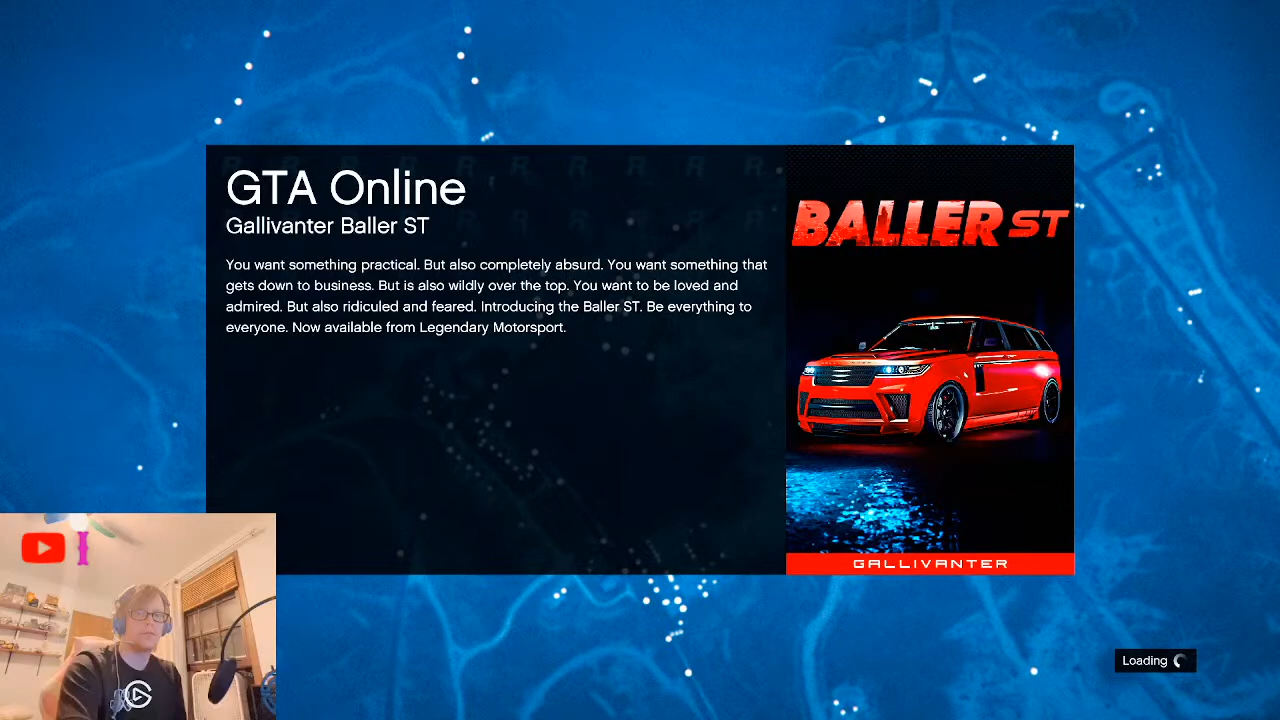 GTA Online
Gallivanter Baller ST
You want something practical. But also completely absurd. You want something that
gets down to business. But is also wildly over the top. You want to be loved and
admired. But also ridiculed and feared. Introducing the Baller ST. Be everything to
everyone. Now available from Legendary Motorsport.
BALLER ST
GALLIVANTER
Loading